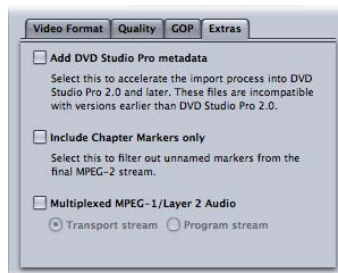 Video Format Quality GOP Extras
Add DVD Studio Pro metadata
Select this to accelerate the import process into DVD
Studio Pro 2.0 and later. These files are incompatible
with versions earlier than DVD Studio Pro 2.0.
Include Chapter Markers only
Select this to filter out unnamed markers from the
final MPEG-2 stream.
Multiplexed MPEG-1/Layer 2 Audio
Transport stream Program stream